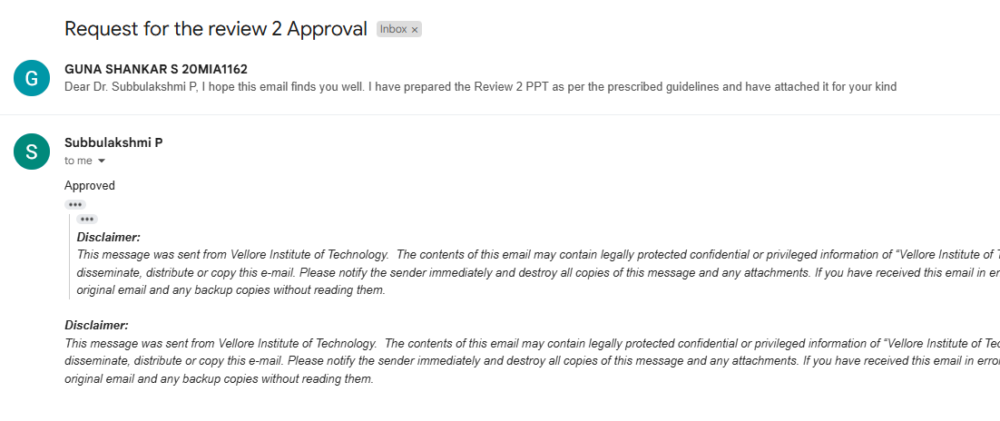 Request for the review 2 Approval Inbox ×
G
GUNA SHANKAR S 20MIA1162
Dear Dr. Subbulakshmi P, I hope this email finds you well. I have prepared the Review 2 PPT as per the prescribed guidelines and have attached it for your kind
S
Subbulakshmi P
to me
Approved
•••
•••
Disclaimer:
This message was sent from Vellore Institute of Technology.  The contents of this email may contain legally protected confidential or privileged information of “Vellore Institute of T
disseminate, distribute or copy this e-mail. Please notify the sender immediately and destroy all copies of this message and any attachments. If you have received this email in er
original email and any backup copies without reading them.
Disclaimer:
This message was sent from Vellore Institute of Technology.  The contents of this email may contain legally protected confidential or privileged information of “Vellore Institute of Tec
disseminate, distribute or copy this e-mail. Please notify the sender immediately and destroy all copies of this message and any attachments. If you have received this email in erro
original email and any backup copies without reading them.